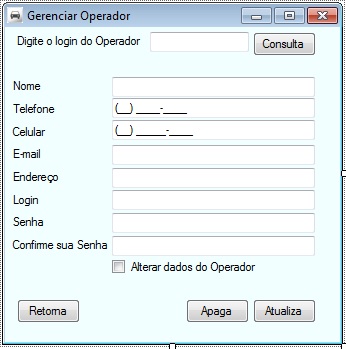 Gerenciar Operador
Digite o login do Operador
Consulta
Nome
Telefone (__) ____-____
Celular (__) _____-____
E-mail
Endereço
Login
Senha
Confirme sua Senha
Alterar dados do Operador
Retorna Apaga Atualiza